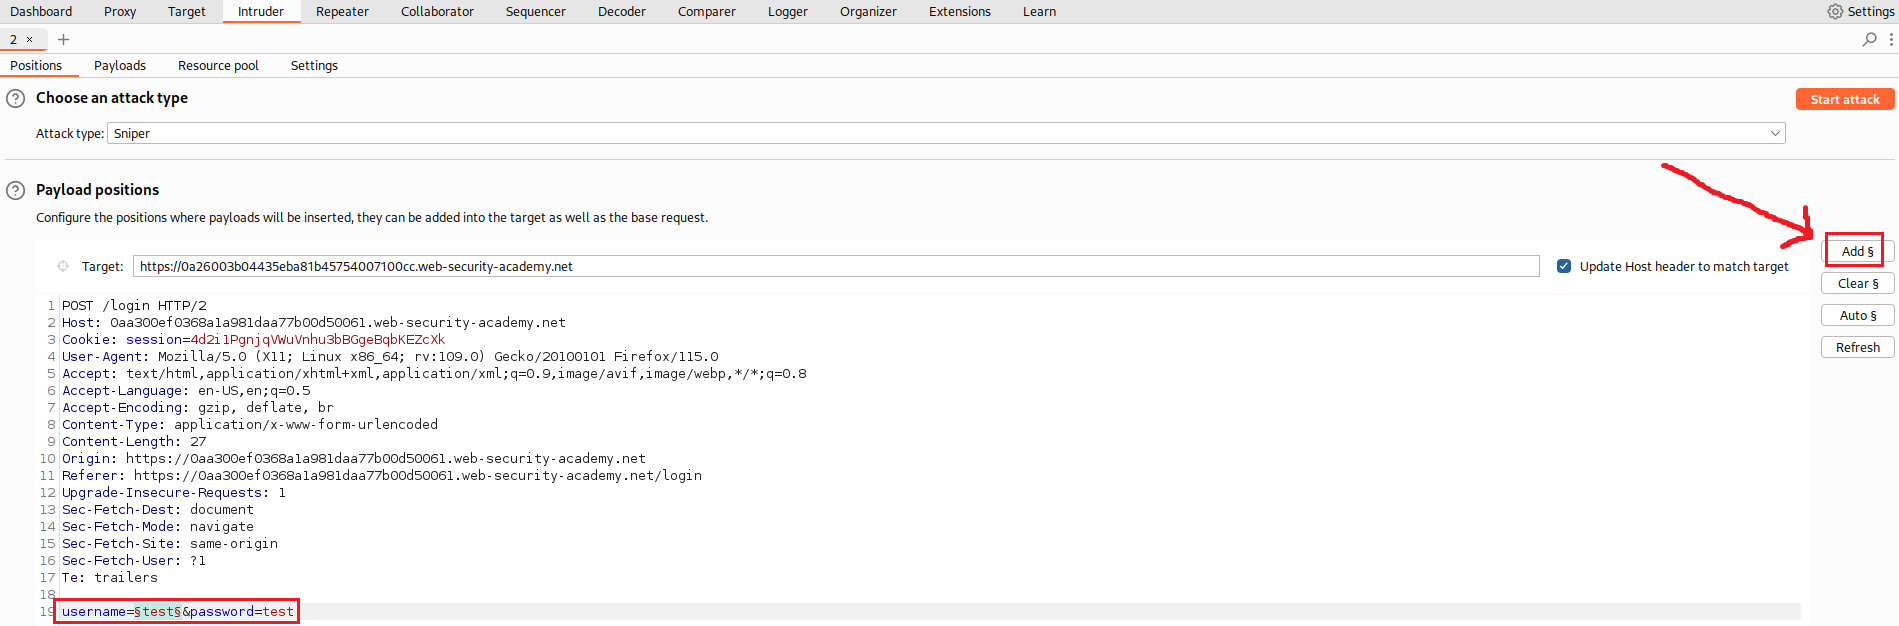 Dashboard Proxy Target Intruder Repeater Collaborator Sequencer Decoder Comparer Logger Organizer Extensions Learn Settings
2 × +
Positions Payloads Resource pool Settings
? Choose an attack type Start attack
Attack type: Sniper
? Payload positions
Configure the positions where payloads will be inserted, they can be added into the target as well as the base request.
Add §
Target: https://0a26003b04435eba81b45754007100cc.web-security-academy.net Update Host header to match target
Clear §
Auto §
Refresh
1 POST /login HTTP/2
2 Host: 0aa300ef0368a1a981daa77b00d50061.web-security-academy.net
3 Cookie: session=4d2i1PgnjqVWuVnhu3bBGgeBqbKEZcXk
4 User-Agent: Mozilla/5.0 (X11; Linux x86_64; rv:109.0) Gecko/20100101 Firefox/115.0
5 Accept: text/html,application/xhtml+xml,application/xml;q=0.9,image/avif,image/webp,*/*;q=0.8
6 Accept-Language: en-US,en;q=0.5
7 Accept-Encoding: gzip, deflate, br
8 Content-Type: application/x-www-form-urlencoded
9 Content-Length: 27
10 Origin: https://0aa300ef0368a1a981daa77b00d50061.web-security-academy.net
11 Referer: https://0aa300ef0368a1a981daa77b00d50061.web-security-academy.net/login
12 Upgrade-Insecure-Requests: 1
13 Sec-Fetch-Dest: document
14 Sec-Fetch-Mode: navigate
15 Sec-Fetch-Site: same-origin
16 Sec-Fetch-User: ?1
17 Te: trailers
18
19 username=§test§&password=test